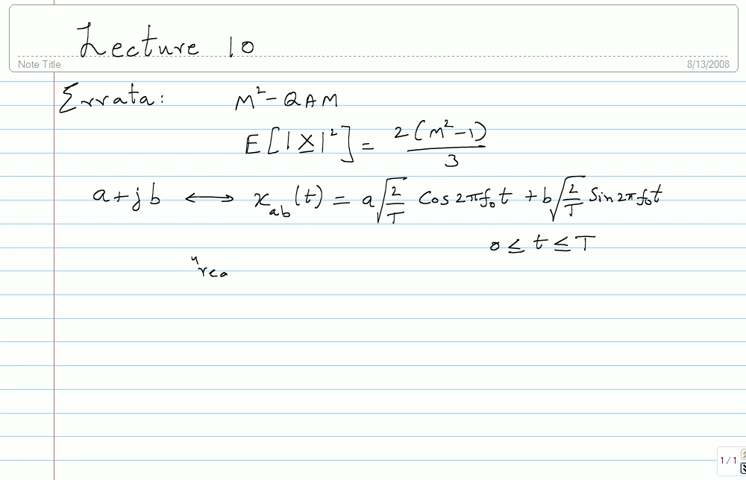 Lecture 10
Note Title
8/13/2008
Errata: M²-QAM
E[|X|²] = 2(M²-1)/3
a+jb ⟷ x_ab(t) = a√(2/T) Cos 2πf₀t + b√(2/T) Sin 2πf₀t
0 ≤ t ≤ T
"rea
1/1